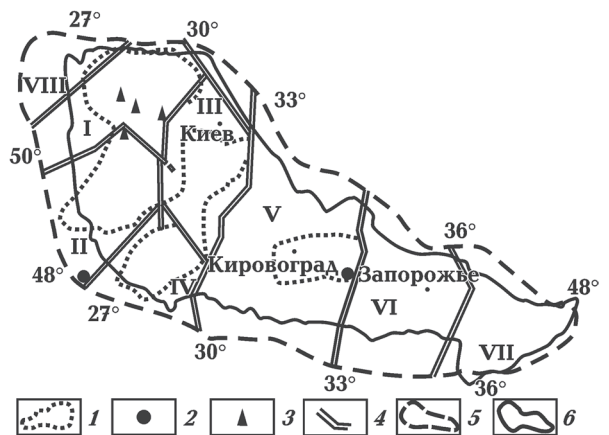 27°
30°
VIII
III
33°
I
Киев
50°
V
36°
II
Кировоград
Запорожье
48°
IV
48°
27°
VI
30°
VII
33°
36°
1
2
3
4
5
6